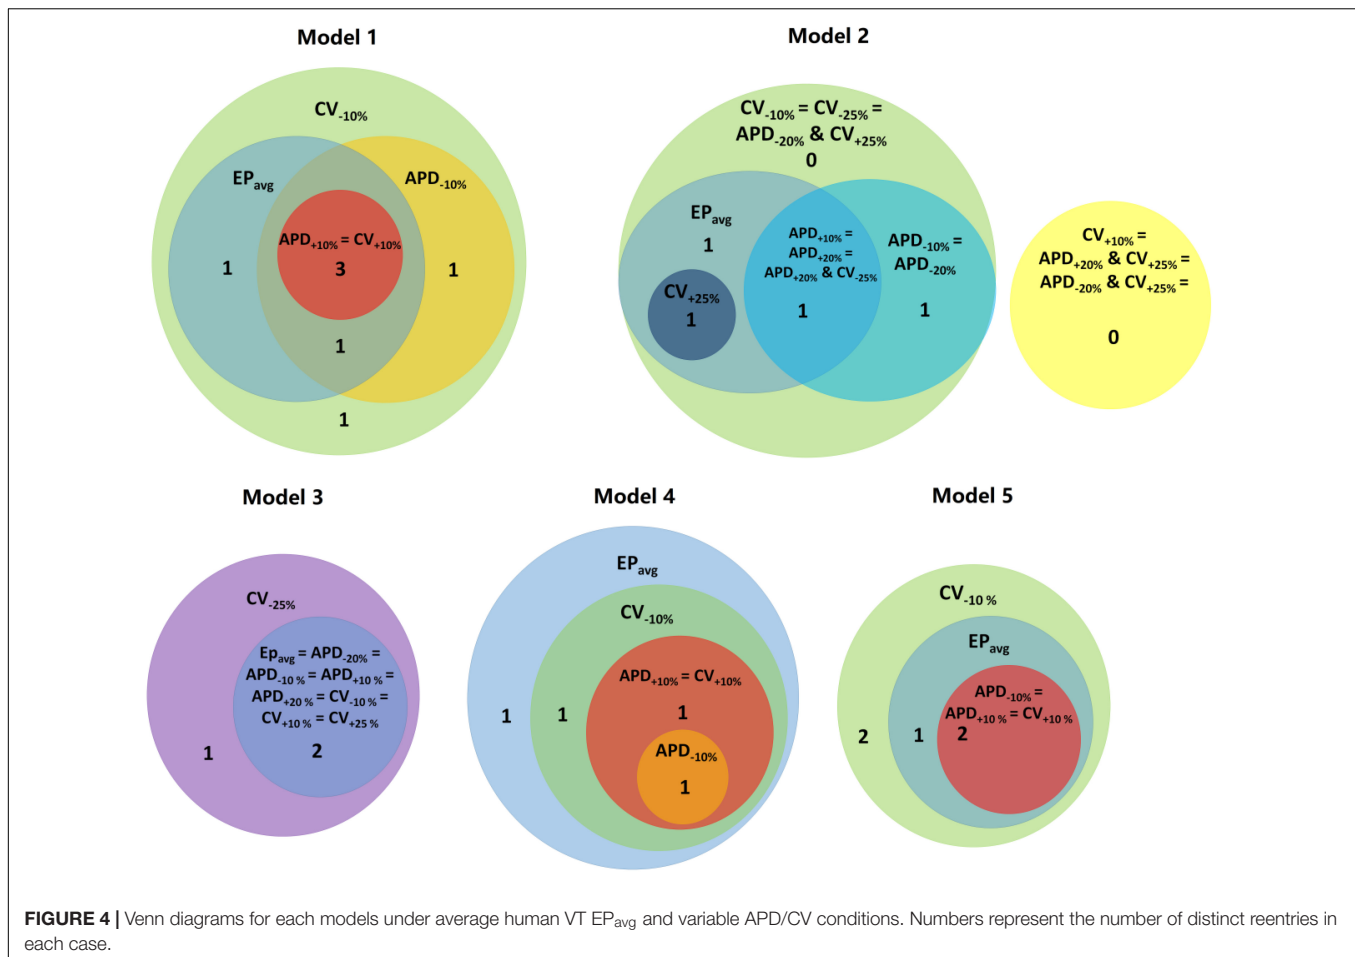 Model 1
CV-10%
EPavg
APD-10%
APD+10% = CV+10%
1
3
1
1
1
Model 2
CV-10% = CV-25% =
APD-20% & CV+25%
0
EPavg
1
CV+25%
1
APD+10% =
APD+20% =
APD+20% & CV-25%
1
APD-10% =
APD-20%
1
CV+10% =
APD+20% & CV+25% =
APD-20% & CV+25% =
0
Model 3
CV-25%
Epavg = APD-20% =
APD-10 % = APD+10 % =
APD+20 % = CV-10 % =
CV+10 % = CV+25 %
1
2
Model 4
EPavg
CV-10%
APD+10% = CV+10%
1
1
1
APD-10%
1
Model 5
CV-10 %
EPavg
APD-10% =
APD+10 % = CV+10 %
2
1
2
FIGURE 4 | Venn diagrams for each models under average human VT EPavg and variable APD/CV conditions. Numbers represent the number of distinct reentries in
each case.